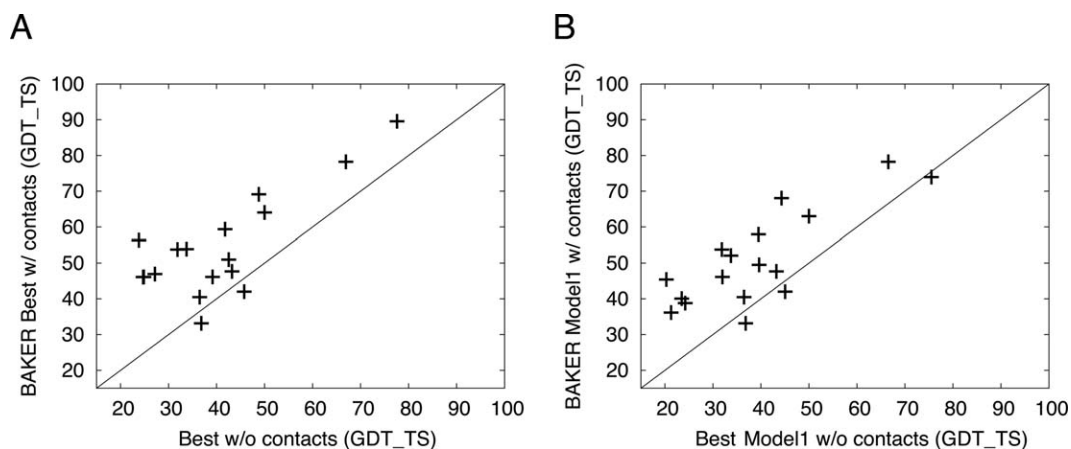 A
BAKER Best w/ contacts (GDT_TS)
100
90
80
70
60
50
40
30
20
20 30 40 50 60 70 80 90 100
Best w/o contacts (GDT_TS)
B
BAKER Model1 w/ contacts (GDT_TS)
100
90
80
70
60
50
40
30
20
20 30 40 50 60 70 80 90 100
Best Model1 w/o contacts (GDT_TS)